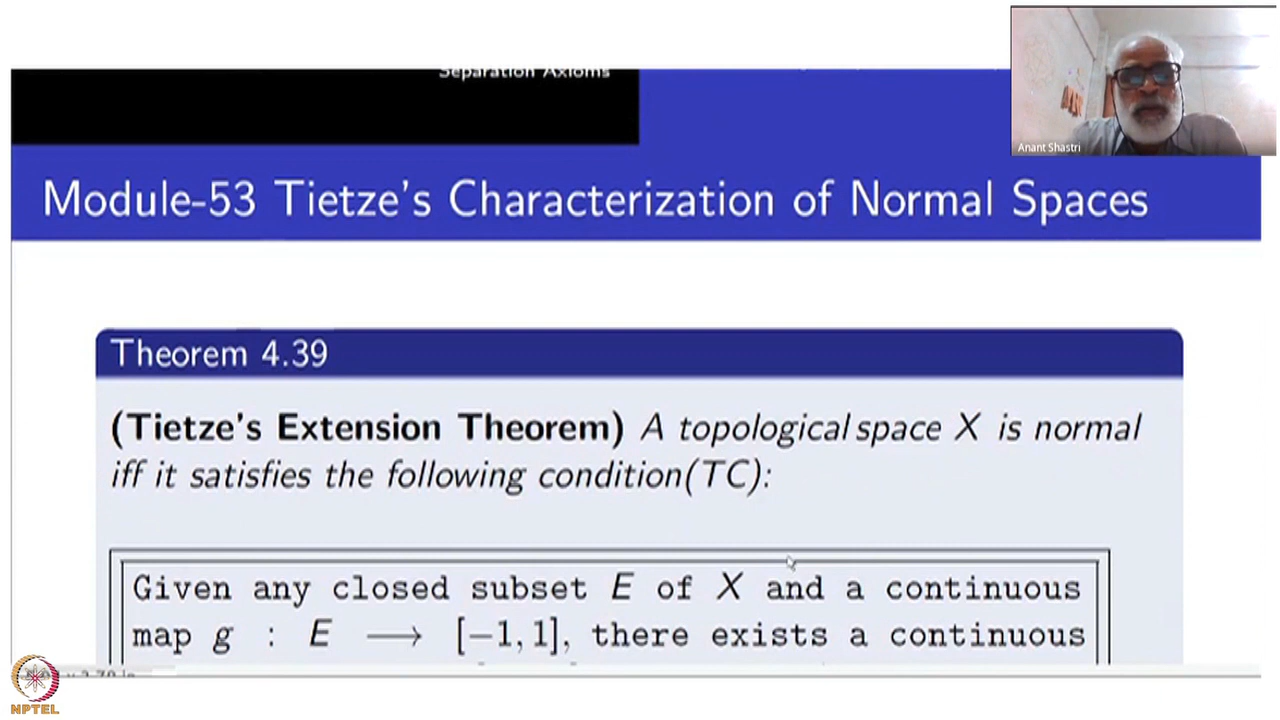 Separation Axioms
Anant Shastri
Module-53 Tietze's Characterization of Normal Spaces
Theorem 4.39
(Tietze's Extension Theorem) A topological space X is normal
iff it satisfies the following condition(TC):
Given any closed subset E of X and a continuous
map g : E ⟶ [−1, 1], there exists a continuous
NPTEL